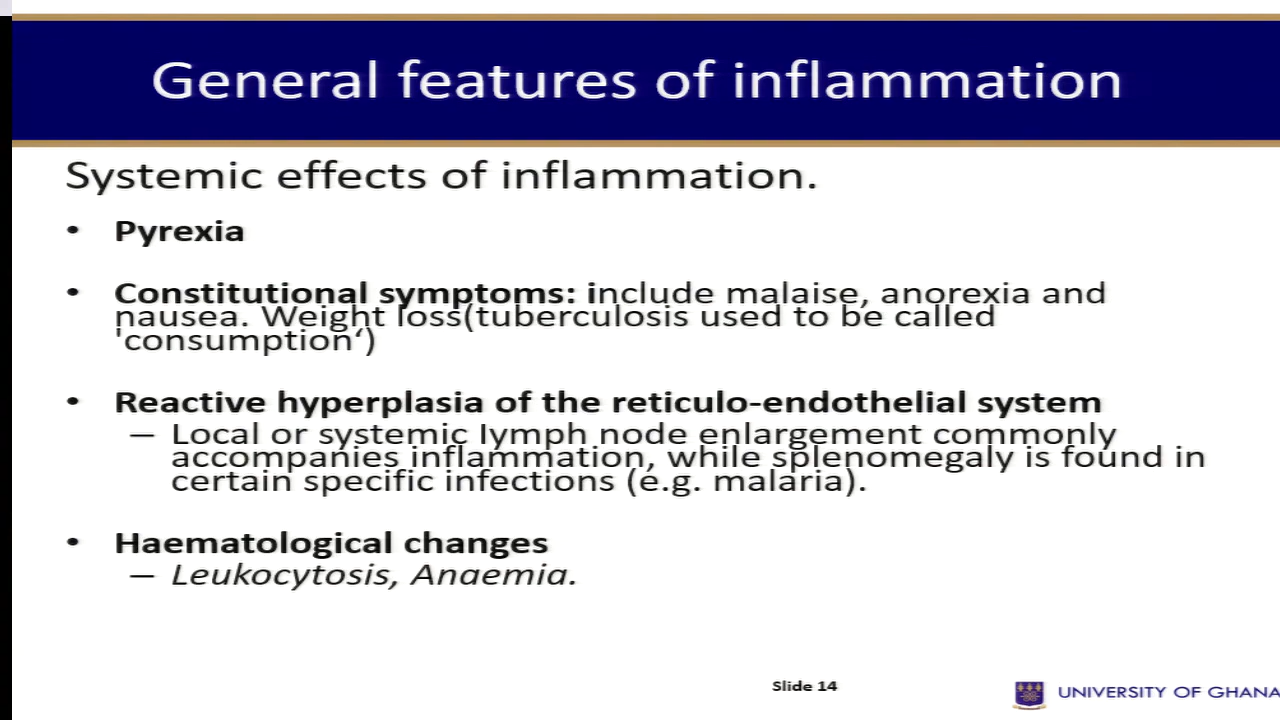 General features of inflammation
Systemic effects of inflammation.
• Pyrexia
• Constitutional symptoms: include malaise, anorexia and
nausea. Weight loss(tuberculosis used to be called
'consumption‘)
• Reactive hyperplasia of the reticulo-endothelial system
– Local or systemic lymph node enlargement commonly
accompanies inflammation, while splenomegaly is found in
certain specific infections (e.g. malaria).
• Haematological changes
– Leukocytosis, Anaemia.
Slide 14
UNIVERSITY OF GHANA